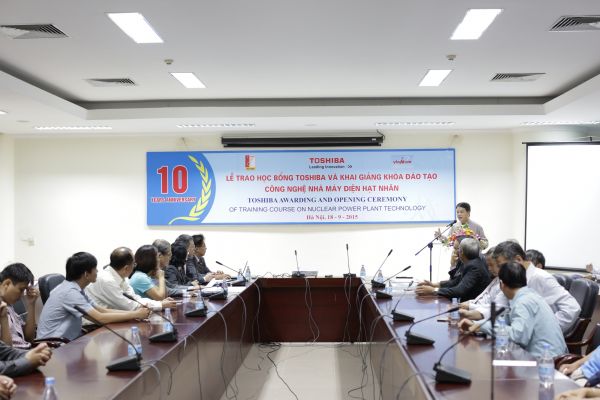 TOSHIBA
Leading Innovation >>>
10
YEARS ANNIVERSARY
LỄ TRAO HỌC BỔNG TOSHIBA VÀ KHAI GIẢNG KHÓA ĐÀO TẠO
CÔNG NGHỆ NHÀ MÁY ĐIỆN HẠT NHÂN
TOSHIBA AWARDING AND OPENING CEREMONY
OF TRAINING COURSE ON NUCLEAR POWER PLANT TECHNOLOGY
Hà Nội, 18 - 9 - 2015